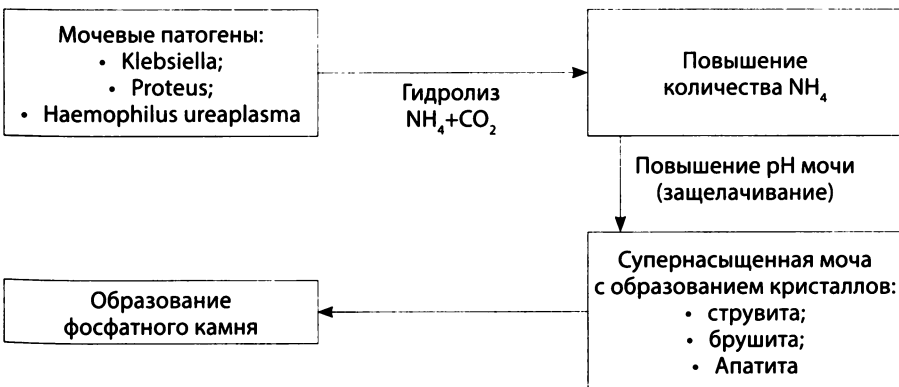 Мочевые патогены:
• Klebsiella;
• Proteus;
• Haemophilus ureaplasma
Гидролиз
NH₄+CO₂
Повышение
количества NH₄
Повышение pH мочи
(защелачивание)
Супернасыщенная моча
с образованием кристаллов:
• струвита;
• брушита;
• Апатита
Образование
фосфатного камня